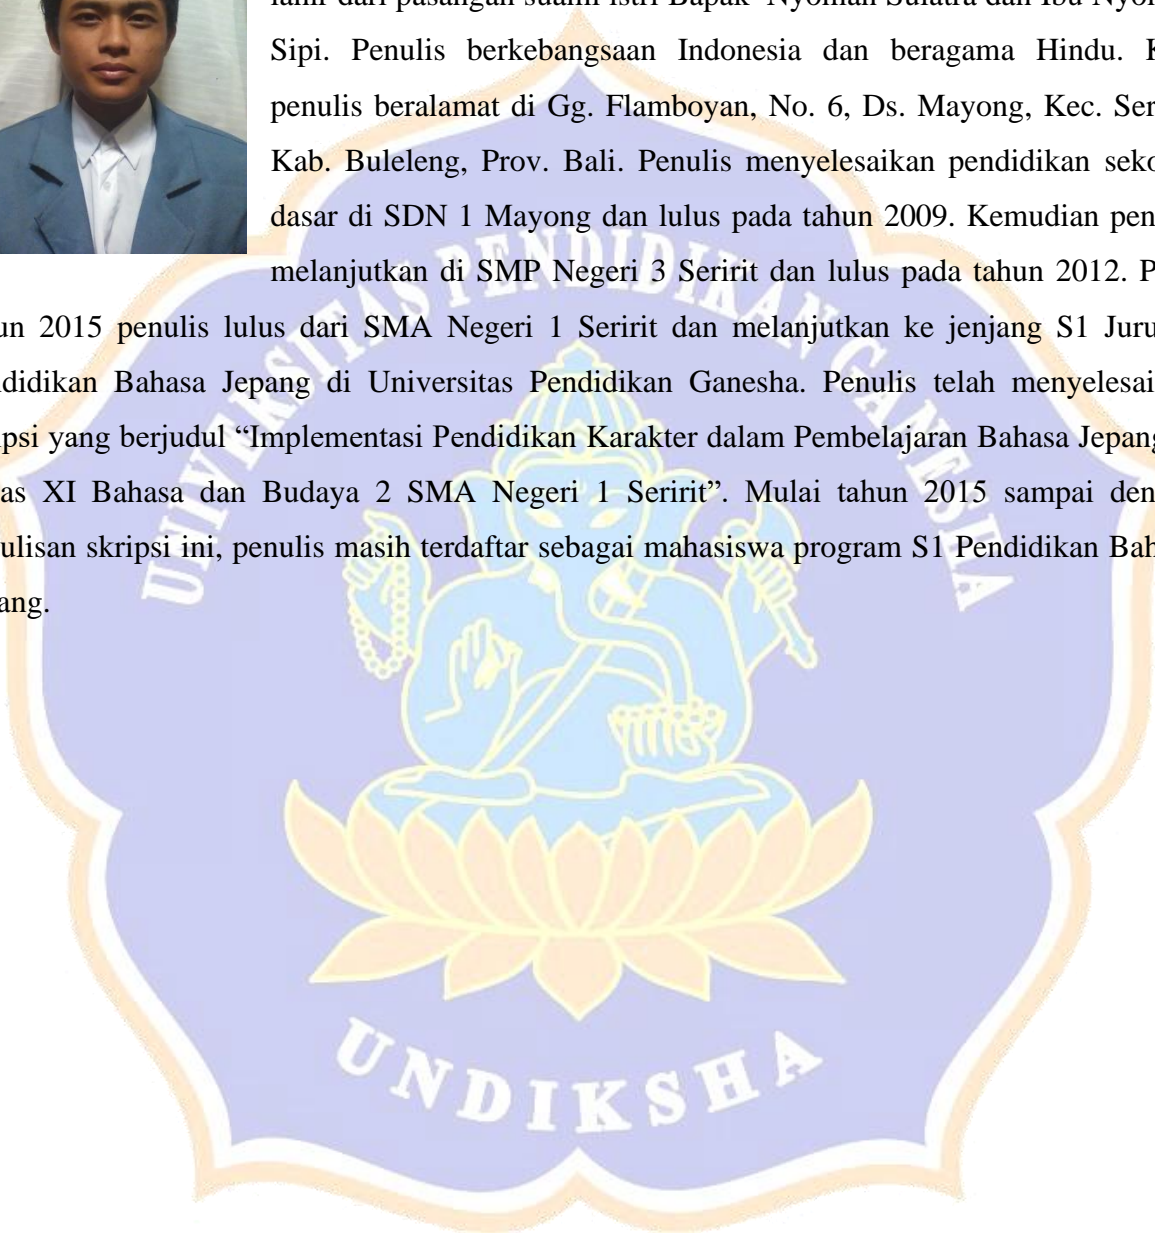 lahir dari pasangan suami istri Bapak Nyoman Sutatra dan Ibu Nyo
Sipi. Penulis berkebangsaan Indonesia dan beragama Hindu. K
penulis beralamat di Gg. Flamboyan, No. 6, Ds. Mayong, Kec. Ser
Kab. Buleleng, Prov. Bali. Penulis menyelesaikan pendidikan seko
dasar di SDN 1 Mayong dan lulus pada tahun 2009. Kemudian pen
melanjutkan di SMP Negeri 3 Seririt dan lulus pada tahun 2012. P
un 2015 penulis lulus dari SMA Negeri 1 Seririt dan melanjutkan ke jenjang S1 Juru
didikan Bahasa Jepang di Universitas Pendidikan Ganesha. Penulis telah menyelesai
ipsi yang berjudul “Implementasi Pendidikan Karakter dalam Pembelajaran Bahasa Jepang
as XI Bahasa dan Budaya 2 SMA Negeri 1 Seririt”. Mulai tahun 2015 sampai den
ulisan skripsi ini, penulis masih terdaftar sebagai mahasiswa program S1 Pendidikan Bah
ang.
UNIVERSITAS PENDIDIKAN GANESHA
UNDIKSHA